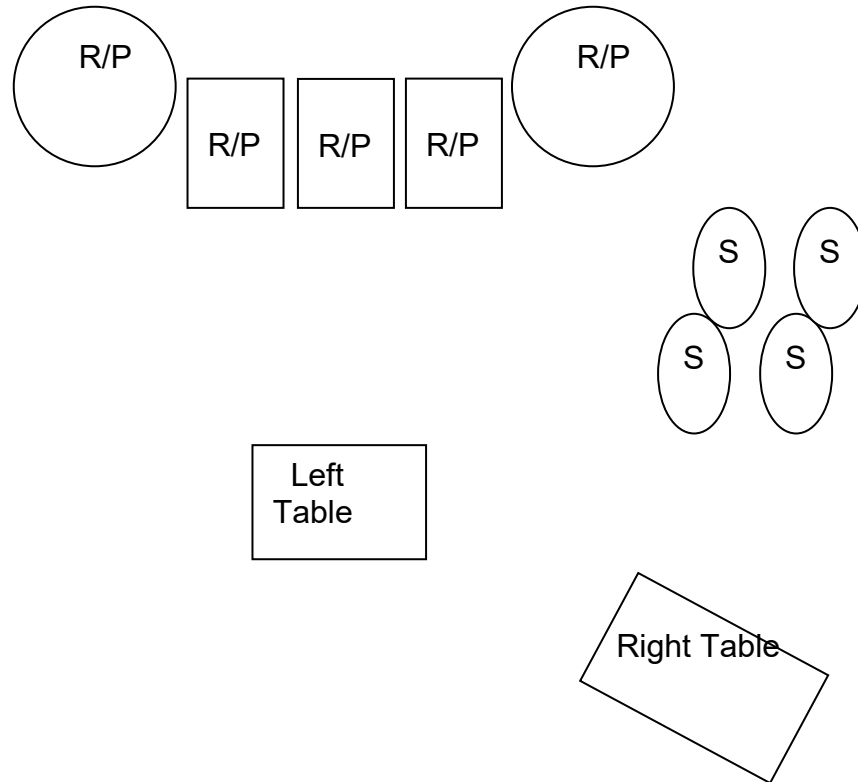 R/P
R/P
R/P R/P R/P
S S
S S
Left
Table
Right Table